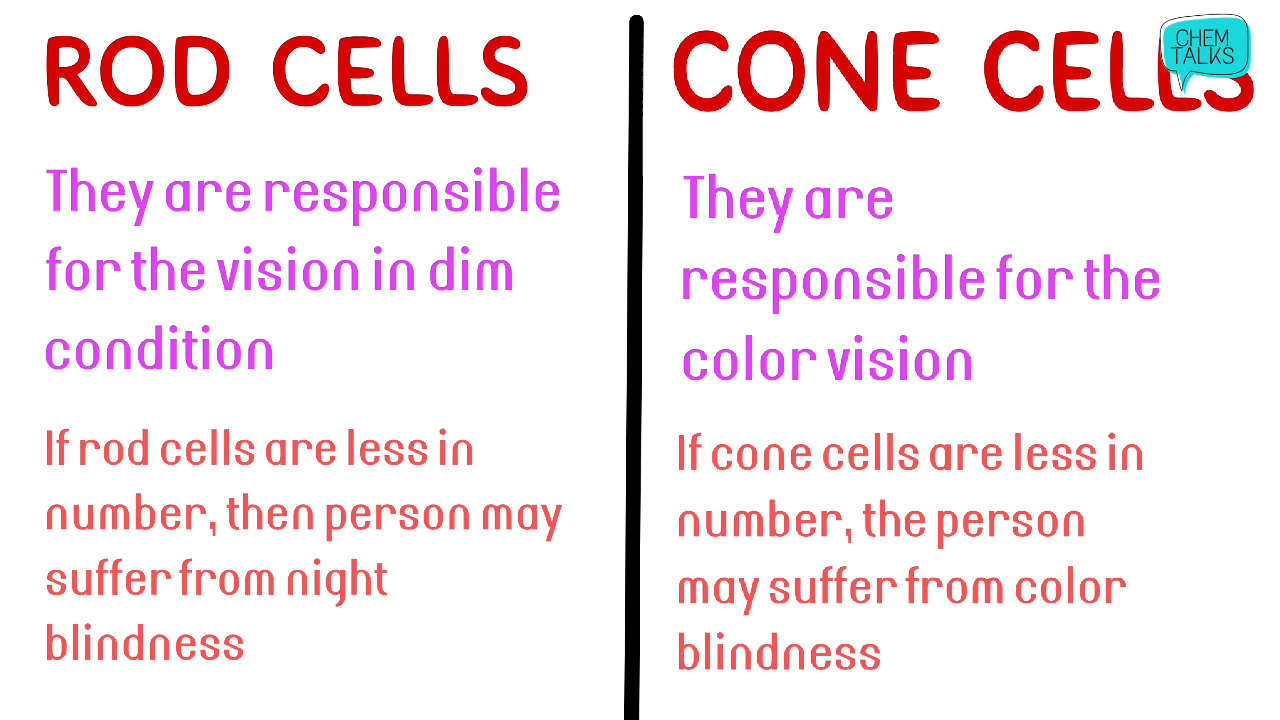 ROD CELLS
They are responsible
for the vision in dim
condition
If rod cells are less in
number, then person may
suffer from night
blindness
CONE CELLS
CHEM
TALKS
They are
responsible for the
color vision
If cone cells are less in
number, the person
may suffer from color
blindness